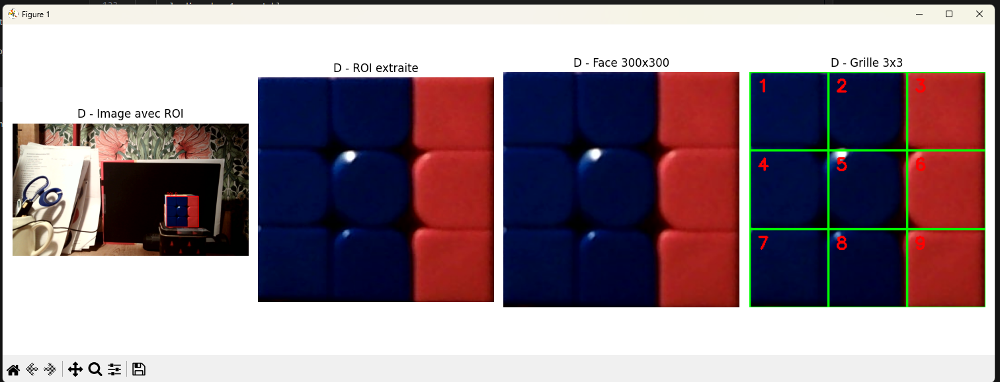 Figure 1
D - Image avec ROI
D - ROI extraite
D - Face 300x300
D - Grille 3x3
1 2 3
4 5 6
7 8 9